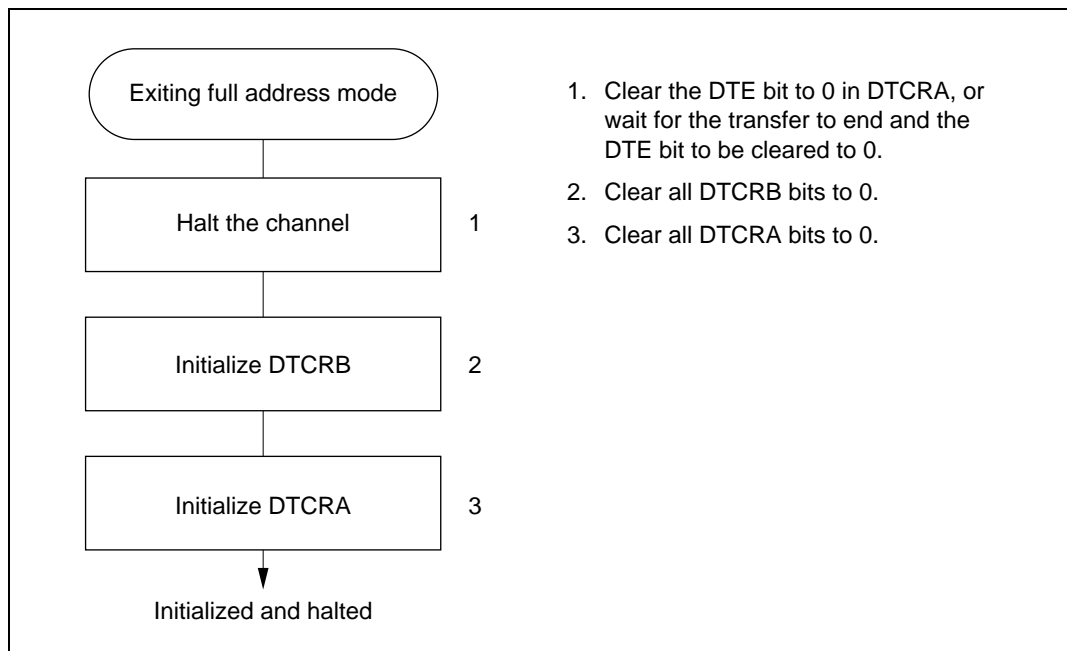 Exiting full address mode
Halt the channel
1
Initialize DTCRB
2
Initialize DTCRA
3
Initialized and halted
1. Clear the DTE bit to 0 in DTCRA, or
wait for the transfer to end and the
DTE bit to be cleared to 0.
2. Clear all DTCRB bits to 0.
3. Clear all DTCRA bits to 0.